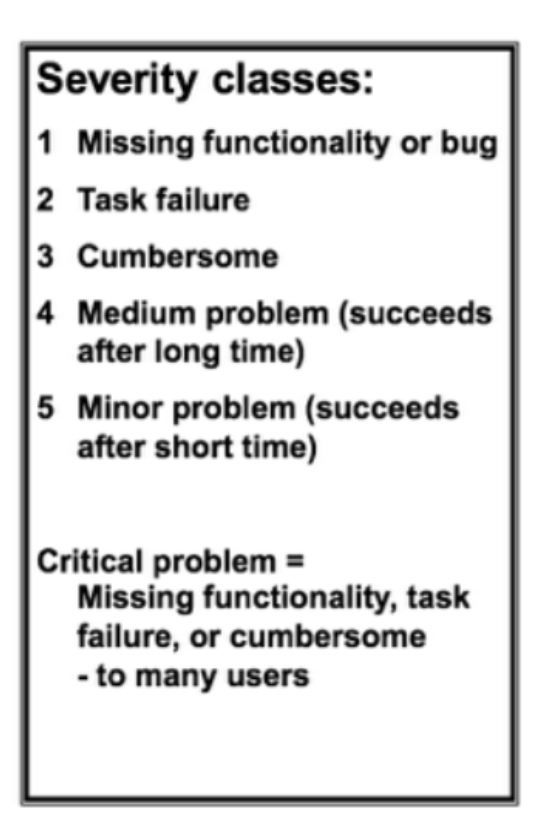 Severity classes:
1 Missing functionality or bug
2 Task failure
3 Cumbersome
4 Medium problem (succeeds
after long time)
5 Minor problem (succeeds
after short time)
Critical problem =
Missing functionality, task
failure, or cumbersome
- to many users